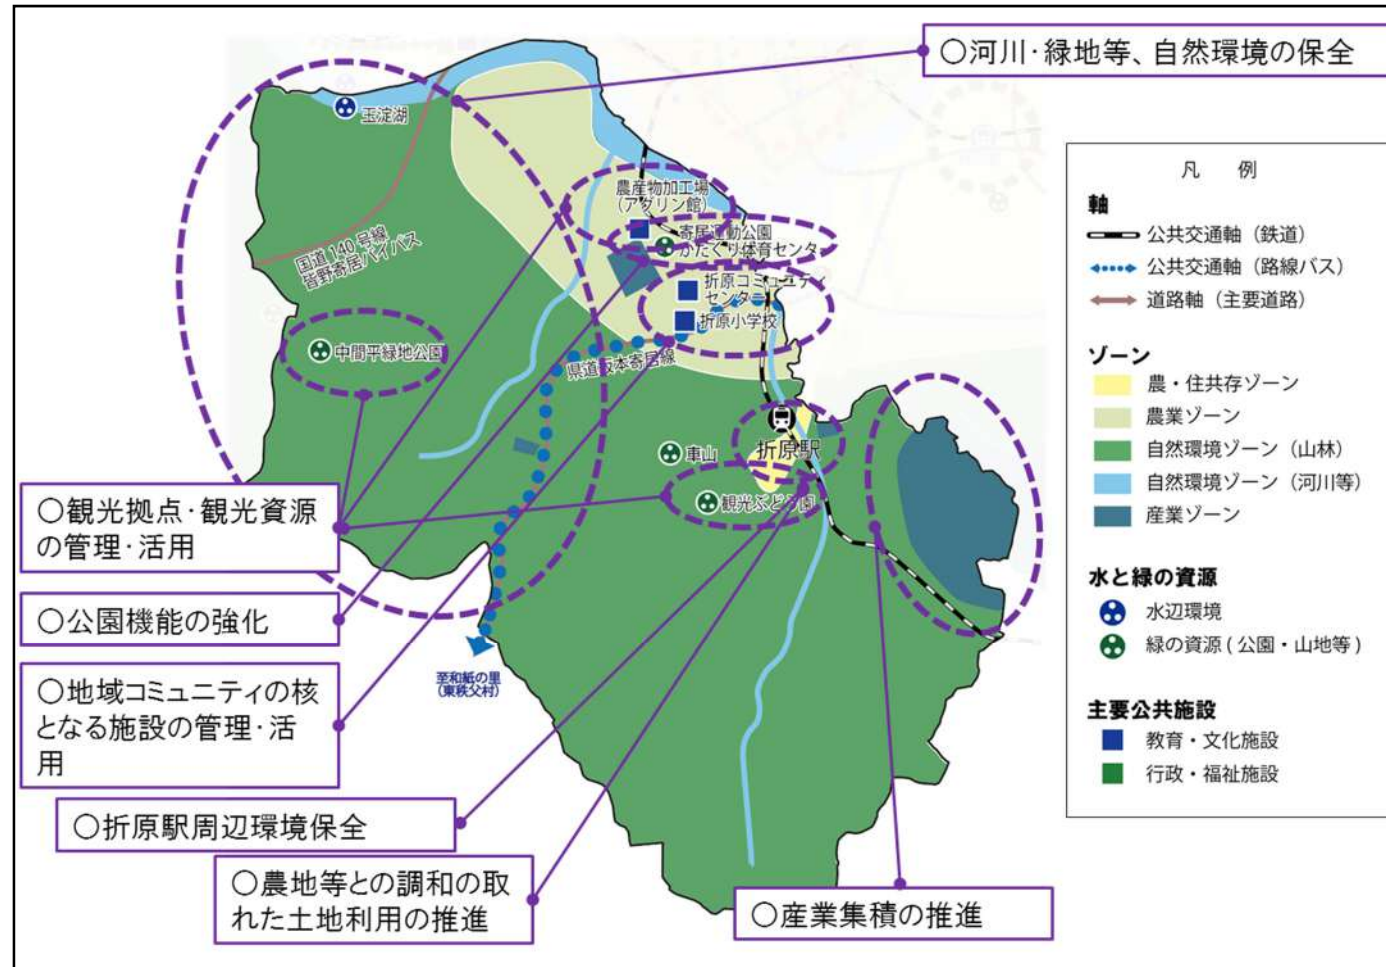 ○河川・緑地等、自然環境の保全
玉淀湖
農産物加工場
(アグリン館)
寄居運動公園
かたくり体育センター
国道140号線
皆野寄居バイパス
折原コミュニティ
センター
折原小学校
中間平緑地公園
県道坂本寄居線
折原駅
車山
観光ぶどう園
○観光拠点・観光資源
の管理・活用
○公園機能の強化
至和紙の里
(東秩父村)
○地域コミュニティの核
となる施設の管理・活
用
○折原駅周辺環境保全
○農地等との調和の取
れた土地利用の推進
○産業集積の推進
凡 例
軸
公共交通軸(鉄道)
公共交通軸(路線バス)
道路軸(主要道路)
ゾーン
農・住共存ゾーン
農業ゾーン
自然環境ゾーン(山林)
自然環境ゾーン(河川等)
産業ゾーン
水と緑の資源
水辺環境
緑の資源(公園・山地等)
主要公共施設
教育・文化施設
行政・福祉施設